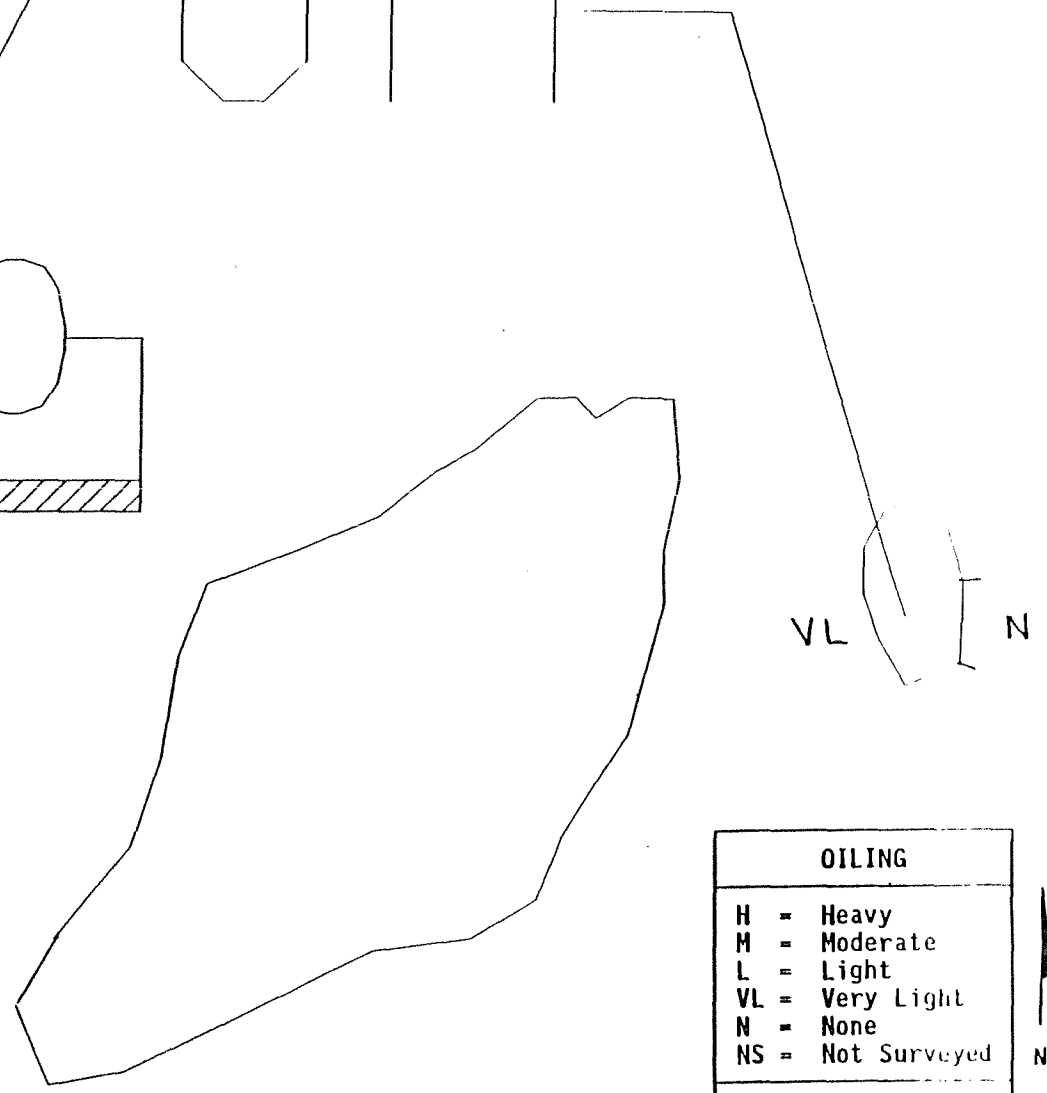 VL
N
OILING
H = Heavy
M = Moderate
L = Light
VL = Very Light
N = None
NS = Not Surveyed
N